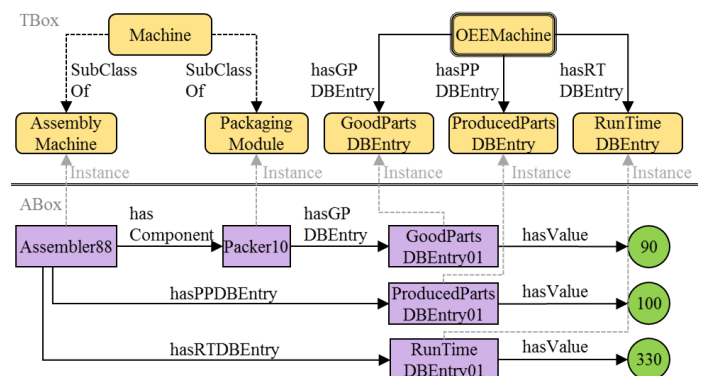 TBox
Machine
OEEMachine
SubClass
Of
SubClass
Of
hasGP
DBEntry
hasPP
DBEntry
hasRT
DBEntry
Assembly
Machine
Packaging
Module
GoodParts
DBEntry
ProducedParts
DBEntry
RunTime
DBEntry
Instance
Instance
Instance
Instance
Instance
ABox
has
Component
hasGP
DBEntry
Assembler88
Packer10
GoodParts
DBEntry01
hasValue
90
hasPPDBEntry
ProducedParts
DBEntry01
hasValue
100
hasRTDBEntry
RunTime
DBEntry01
hasValue
330